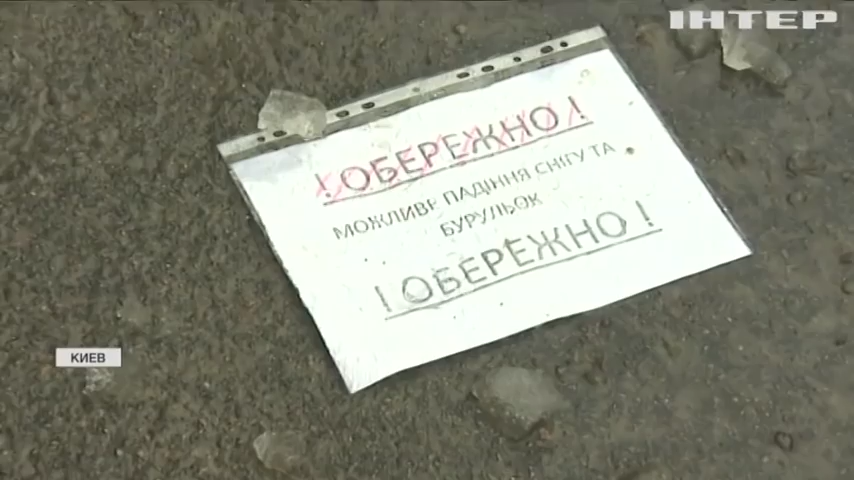 ІНТЕР
! ОБЕРЕЖНО !
МОЖЛИВЕ ПАДІННЯ СНІГУ ТА
БУРУЛЬОК
! ОБЕРЕЖНО !
КИЕВ